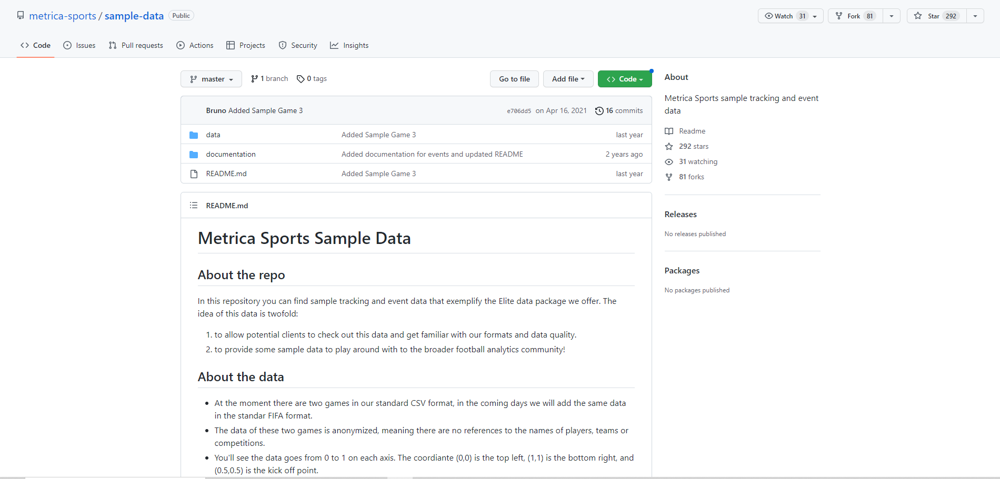 metrica-sports / sample-data Public
Watch 31 Fork 81 Star 292
Code Issues Pull requests Actions Projects Security Insights
master 1 branch 0 tags Go to file Add file Code
Bruno Added Sample Game 3 e706dd5 on Apr 16, 2021 16 commits
data Added Sample Game 3 last year
documentation Added documentation for events and updated README 2 years ago
README.md Added Sample Game 3 last year
README.md
Metrica Sports Sample Data
About the repo
In this repository you can find sample tracking and event data that exemplify the Elite data package we offer. The
idea of this data is twofold:
1. to allow potential clients to check out this data and get familiar with our formats and data quality.
2. to provide some sample data to play around with to the broader football analytics community!
About the data
• At the moment there are two games in our standard CSV format, in the coming days we will add the same data
in the standar FIFA format.
• The data of these two games is anonymized, meaning there are no references to the names of players, teams or
competitions.
• You'll see the data goes from 0 to 1 on each axis. The coordiante (0,0) is the top left, (1,1) is the bottom right, and
(0.5,0.5) is the kick off point.
About
Metrica Sports sample tracking and event
data
Readme
292 stars
31 watching
81 forks
Releases
No releases published
Packages
No packages published